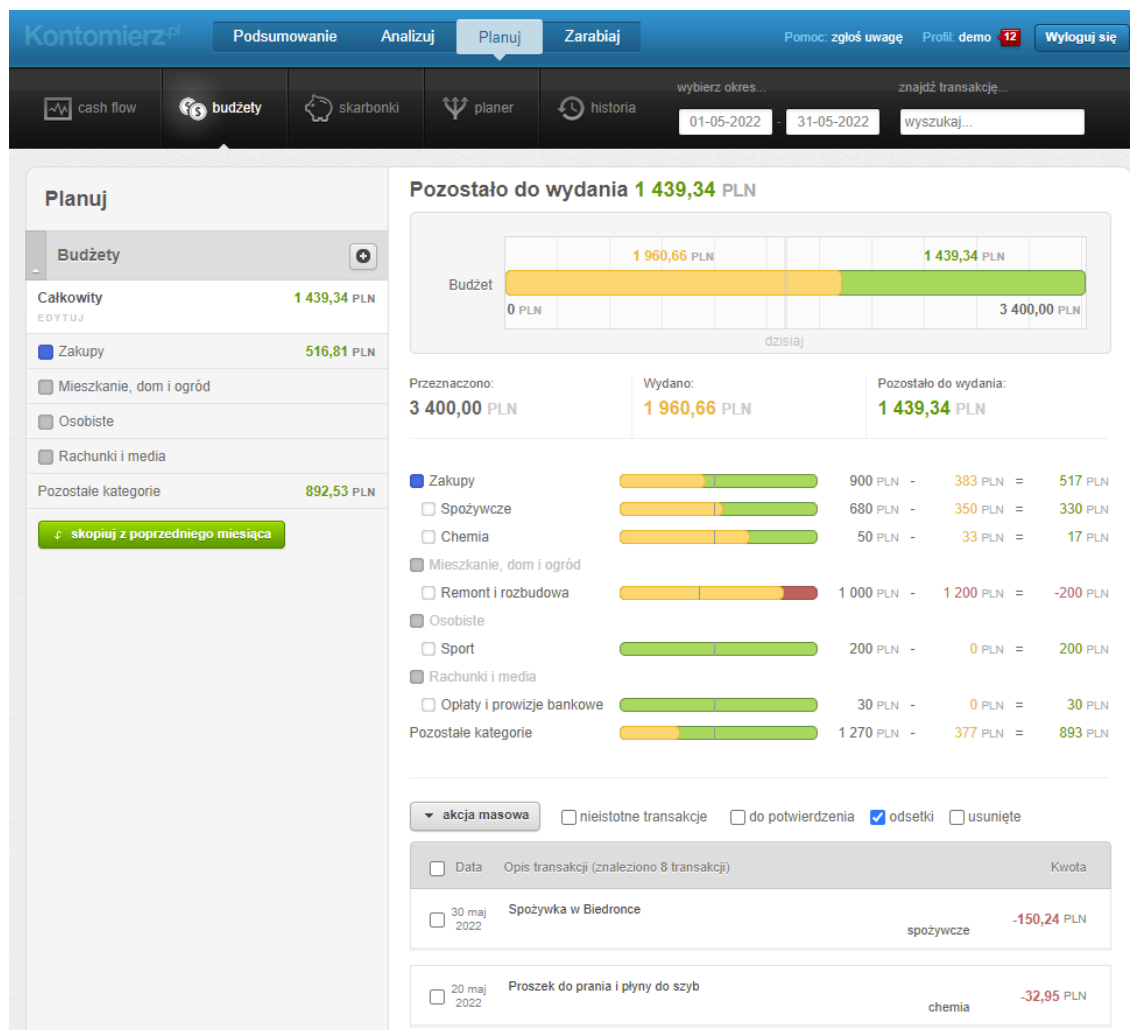 Kontomierz.pl Podsumowanie Analizuj Planuj Zarabiaj Pomoc: zgłoś uwagę Profil: demo 12 Wyloguj się
cash flow budżety skarbonki planer historia
wybierz okres... znajdź transakcję...
01-05-2022 - 31-05-2022 wyszukaj...
Planuj
Budżety
Całkowity 1 439,34 PLN
EDYTUJ
Zakupy 516,81 PLN
Mieszkanie, dom i ogród
Osobiste
Rachunki i media
Pozostałe kategorie 892,53 PLN
skopiuj z poprzedniego miesiąca
Pozostało do wydania 1 439,34 PLN
1 960,66 PLN 1 439,34 PLN
Budżet
0 PLN 3 400,00 PLN
dzisiaj
Przeznaczono: Wydano: Pozostało do wydania:
3 400,00 PLN 1 960,66 PLN 1 439,34 PLN
Zakupy 900 PLN - 383 PLN = 517 PLN
Spożywcze 680 PLN - 350 PLN = 330 PLN
Chemia 50 PLN - 33 PLN = 17 PLN
Mieszkanie, dom i ogród
Remont i rozbudowa 1 000 PLN - 1 200 PLN = -200 PLN
Osobiste
Sport 200 PLN - 0 PLN = 200 PLN
Rachunki i media
Opłaty i prowizje bankowe 30 PLN - 0 PLN = 30 PLN
Pozostałe kategorie 1 270 PLN - 377 PLN = 893 PLN
akcja masowa nieistotne transakcje do potwierdzenia odsetki usunięte
Data Opis transakcji (znaleziono 8 transakcji) Kwota
30 maj 2022 Spożywka w Biedronce spożywcze -150,24 PLN
20 maj 2022 Proszek do prania i płyny do szyb chemia -32,95 PLN